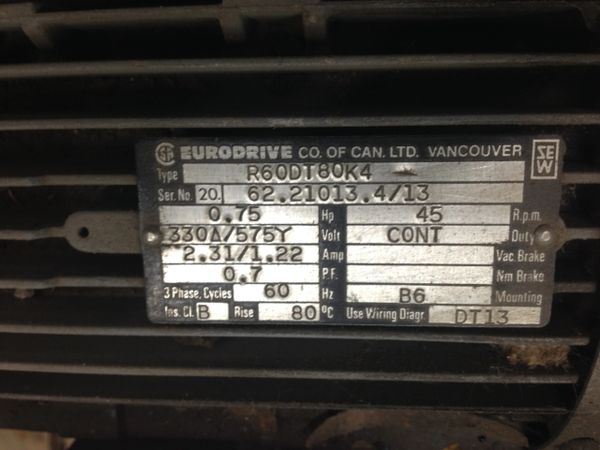 SA EURODRIVE CO. OF CAN. LTD. VANCOUVER SEW
Type R60DT80K4
Ser. No. 20. 62.21013.4/13
0.75 Hp 45 R.p.m.
330Δ/575Y Volt CONT Duty
2.31/1.22 Amp Vac Brake
0.7 P.F. Nm Brake
3 Phase, Cycles 60 Hz B6 Mounting
Ins. Cl. B Rise 80 °C Use Wiring Diagr. DT13